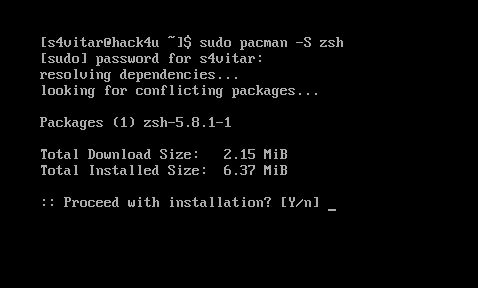 [s4vitar@hack4u ~]$ sudo pacman -S zsh
[sudo] password for s4vitar:
resolving dependencies...
looking for conflicting packages...
Packages (1) zsh-5.8.1-1
Total Download Size:   2.15 MiB
Total Installed Size:  6.37 MiB
:: Proceed with installation? [Y/n] _